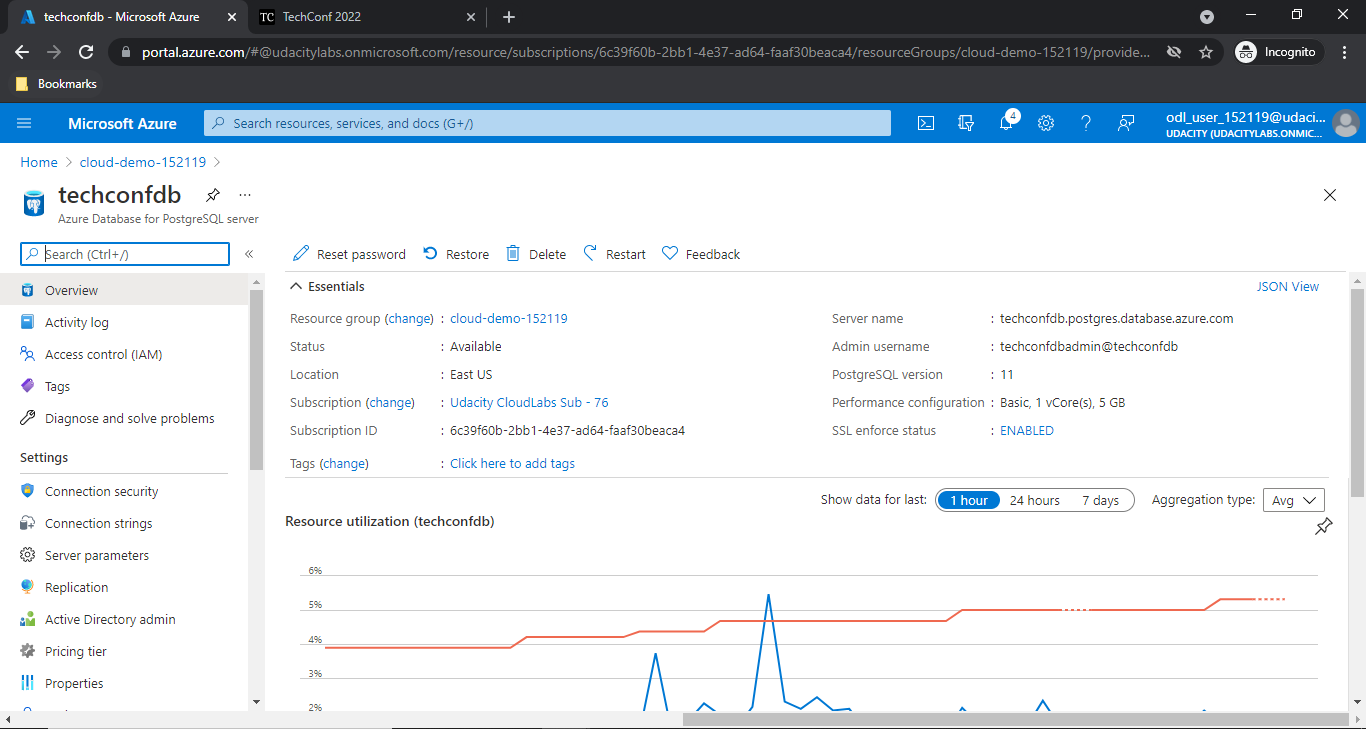 techconfdb - Microsoft Azure
TC TechConf 2022
portal.azure.com/#@udacitylabs.onmicrosoft.com/resource/subscriptions/6c39f60b-2bb1-4e37-ad64-faaf30beaca4/resourceGroups/cloud-demo-152119/provide...
Incognito
Bookmarks
Microsoft Azure
Search resources, services, and docs (G+/)
4
odl_user_152119@udaci...
UDACITY (UDACITYLABS.ONMIC...
Home > cloud-demo-152119 >
techconfdb
Azure Database for PostgreSQL server
Search (Ctrl+/)
«
Overview
Activity log
Access control (IAM)
Tags
Diagnose and solve problems
Settings
Connection security
Connection strings
Server parameters
Replication
Active Directory admin
Pricing tier
Properties
Reset password Restore Delete Restart Feedback
Essentials JSON View
Resource group (change) : cloud-demo-152119
Status : Available
Location : East US
Subscription (change) : Udacity CloudLabs Sub - 76
Subscription ID : 6c39f60b-2bb1-4e37-ad64-faaf30beaca4
Tags (change) : Click here to add tags
Server name : techconfdb.postgres.database.azure.com
Admin username : techconfdbadmin@techconfdb
PostgreSQL version : 11
Performance configuration : Basic, 1 vCore(s), 5 GB
SSL enforce status : ENABLED
Show data for last: 1 hour 24 hours 7 days Aggregation type: Avg
Resource utilization (techconfdb)
6%
5%
4%
3%
2%